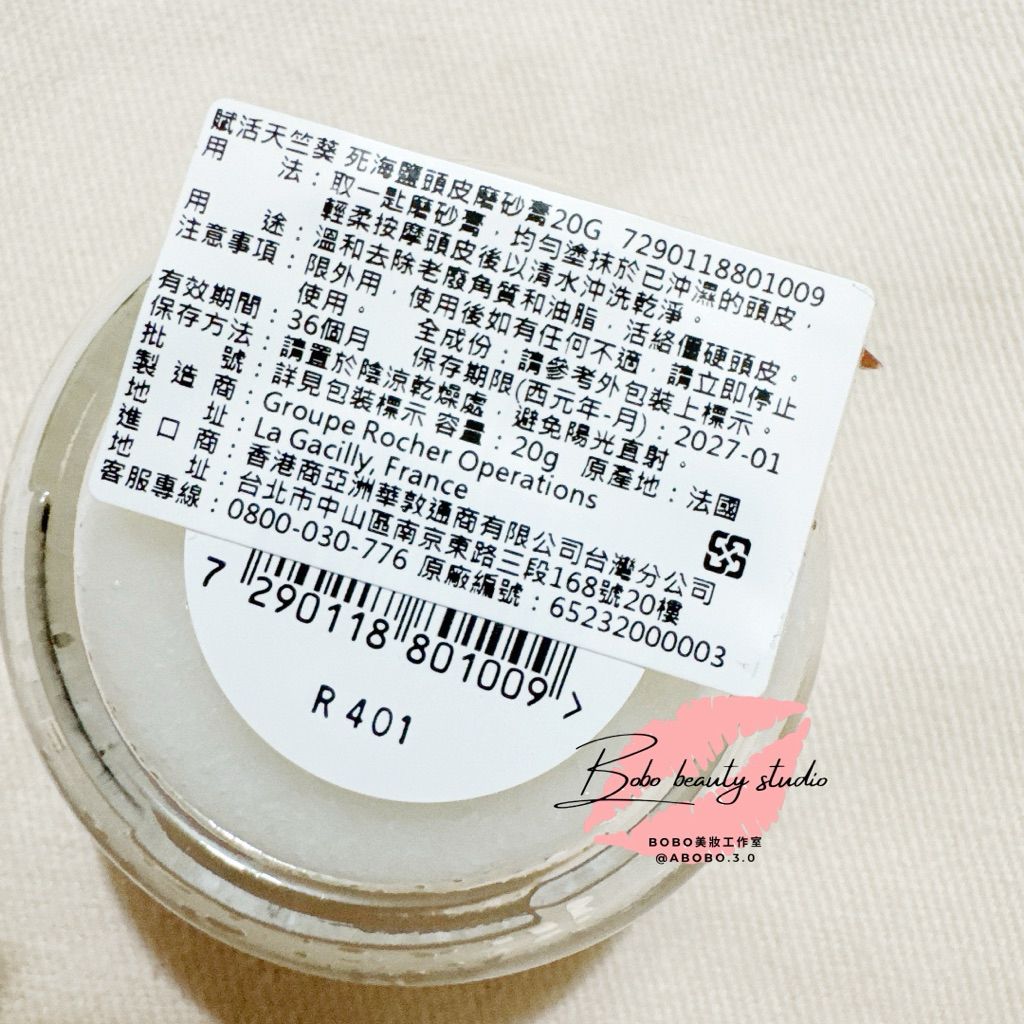 賦活天竺葵 死海鹽頭皮磨砂膏20G 7290118801009
用 法：取一匙磨砂膏，均勻塗抹於已沖濕的頭皮，
輕柔按摩頭皮後以清水沖洗乾淨。
用 途：溫和去除老廢角質和油脂，活絡僵硬頭皮。
注意事項：限外用，使用後如有任何不適，請立即停止
使用。 全成份：請參考外包裝上標示。
有效期間：36個月 保存期限(西元年-月)：2027-01
保存方法：請置於陰涼乾燥處，避免陽光直射。
批 號：詳見包裝標示 容量：20g 原產地：法國
製 造 商：Groupe Rocher Operations
地 址：La Gacilly, France
進 口 商：香港商亞洲華敦通商有限公司台灣分公司
地 址：台北市中山區南京東路三段168號20樓
客服專線：0800-030-776 原廠編號：65232000003
7 290118 801009 >
R401
Bobo beauty studio
BOBO美妝工作室
@ABOBO.3.0